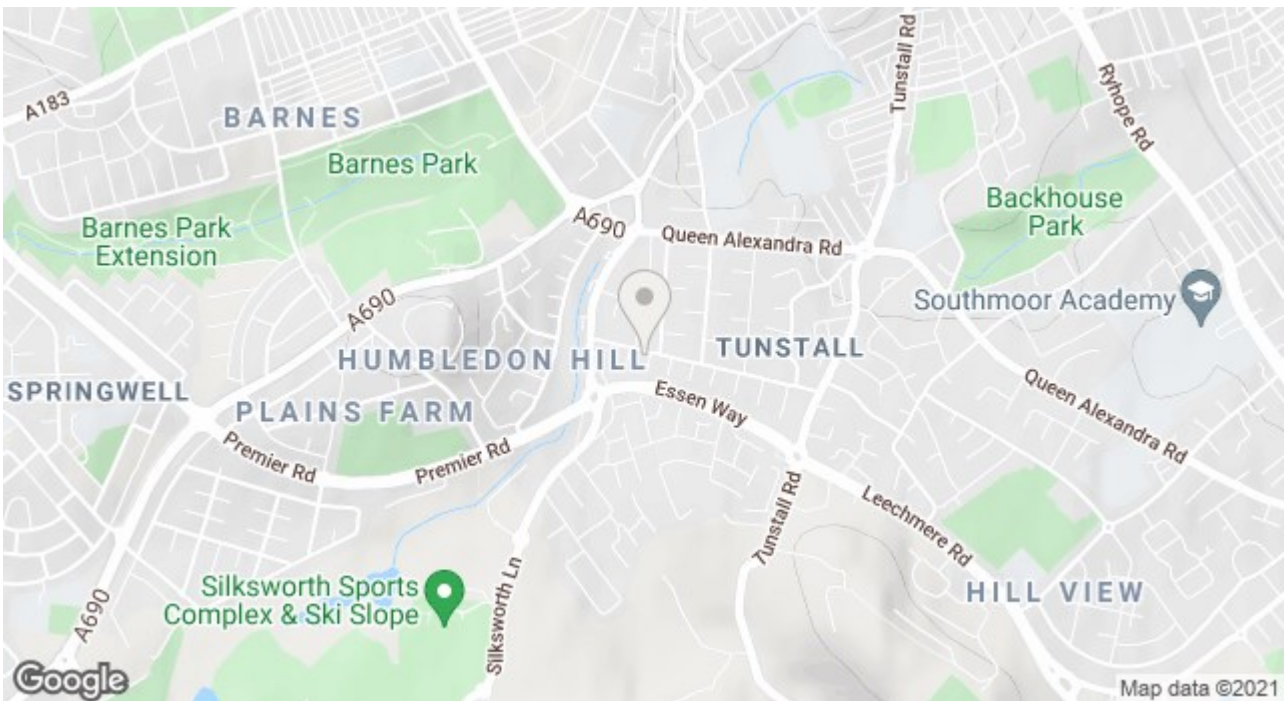 A183
BARNES
Barnes Park
Barnes Park
Extension
A690
Queen Alexandra Rd
Tunstall Rd
Ryhope Rd
Backhouse
Park
Southmoor Academy
A690
HUMBLEDON HILL
TUNSTALL
SPRINGWELL
PLAINS FARM
Essen Way
Queen Alexandra Rd
Premier Rd
Premier Rd
Tunstall Rd
Leechmere Rd
Silksworth Sports
Complex & Ski Slope
Silksworth Ln
HILL VIEW
A690
Google
Map data ©2021